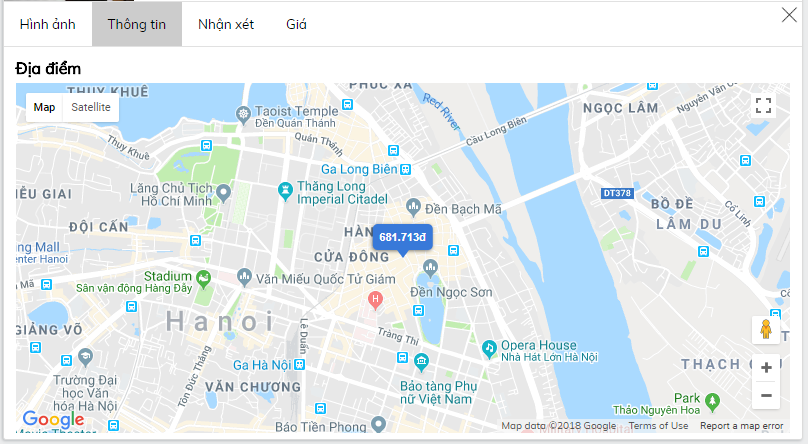 Hình ảnh
Thông tin
Nhận xét
Giá
Địa điểm
Map
Satellite
THỤY KHUÊ
PHÚC XÁ
Red River
NGỌC LÂM
Nguyễn Văn
Taoist Temple
Đền Quán Thánh
Thụy Khuê
Quán Thánh
Cầu Long Biên
Ga Long Biên
DT378
LIỄU GIAI
Lăng Chủ Tịch
Hồ Chí Minh
Thăng Long
Imperial Citadel
Đền Bạch Mã
BỒ ĐỀ
LÂM DU
Cổ Linh
ĐỘI CẤN
HÀN
681.713đ
CỬA ĐÔNG
ng Mall
center Hanoi
Stadium
Sân vận động Hàng Đẫy
Văn Miếu Quốc Tử Giám
Đền Ngọc Sơn
H
Hanoi
GIẢNG VÕ
Lê Duẩn
Tràng Thi
Opera House
Nhà Hát Lớn Hà Nội
Tôn Đức Thắng
Ga Hà Nội
THẠCH C
Trường Đại
học Văn
hóa Hà Nội
VĂN CHƯƠNG
Bảo tàng Phụ
nữ Việt Nam
Park
Thảo Nguyên Hoa
Báo Tiền Phong
Google
Map data ©2018 Google
Terms of Use
Report a map error